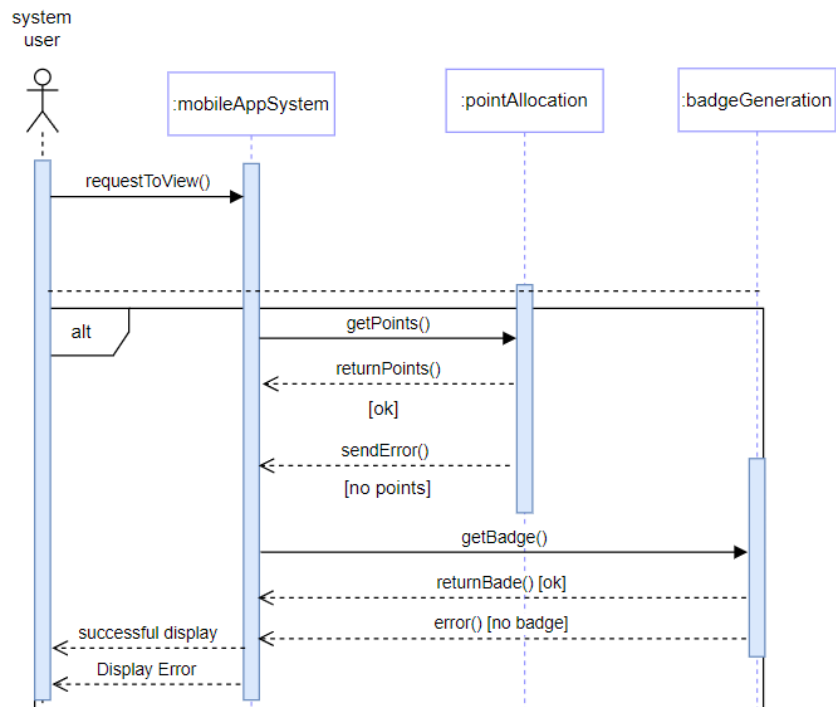 system
user
:mobileAppSystem
:pointAllocation
:badgeGeneration
requestToView()
alt
getPoints()
returnPoints()
[ok]
sendError()
[no points]
getBadge()
returnBade() [ok]
error() [no badge]
successful display
Display Error